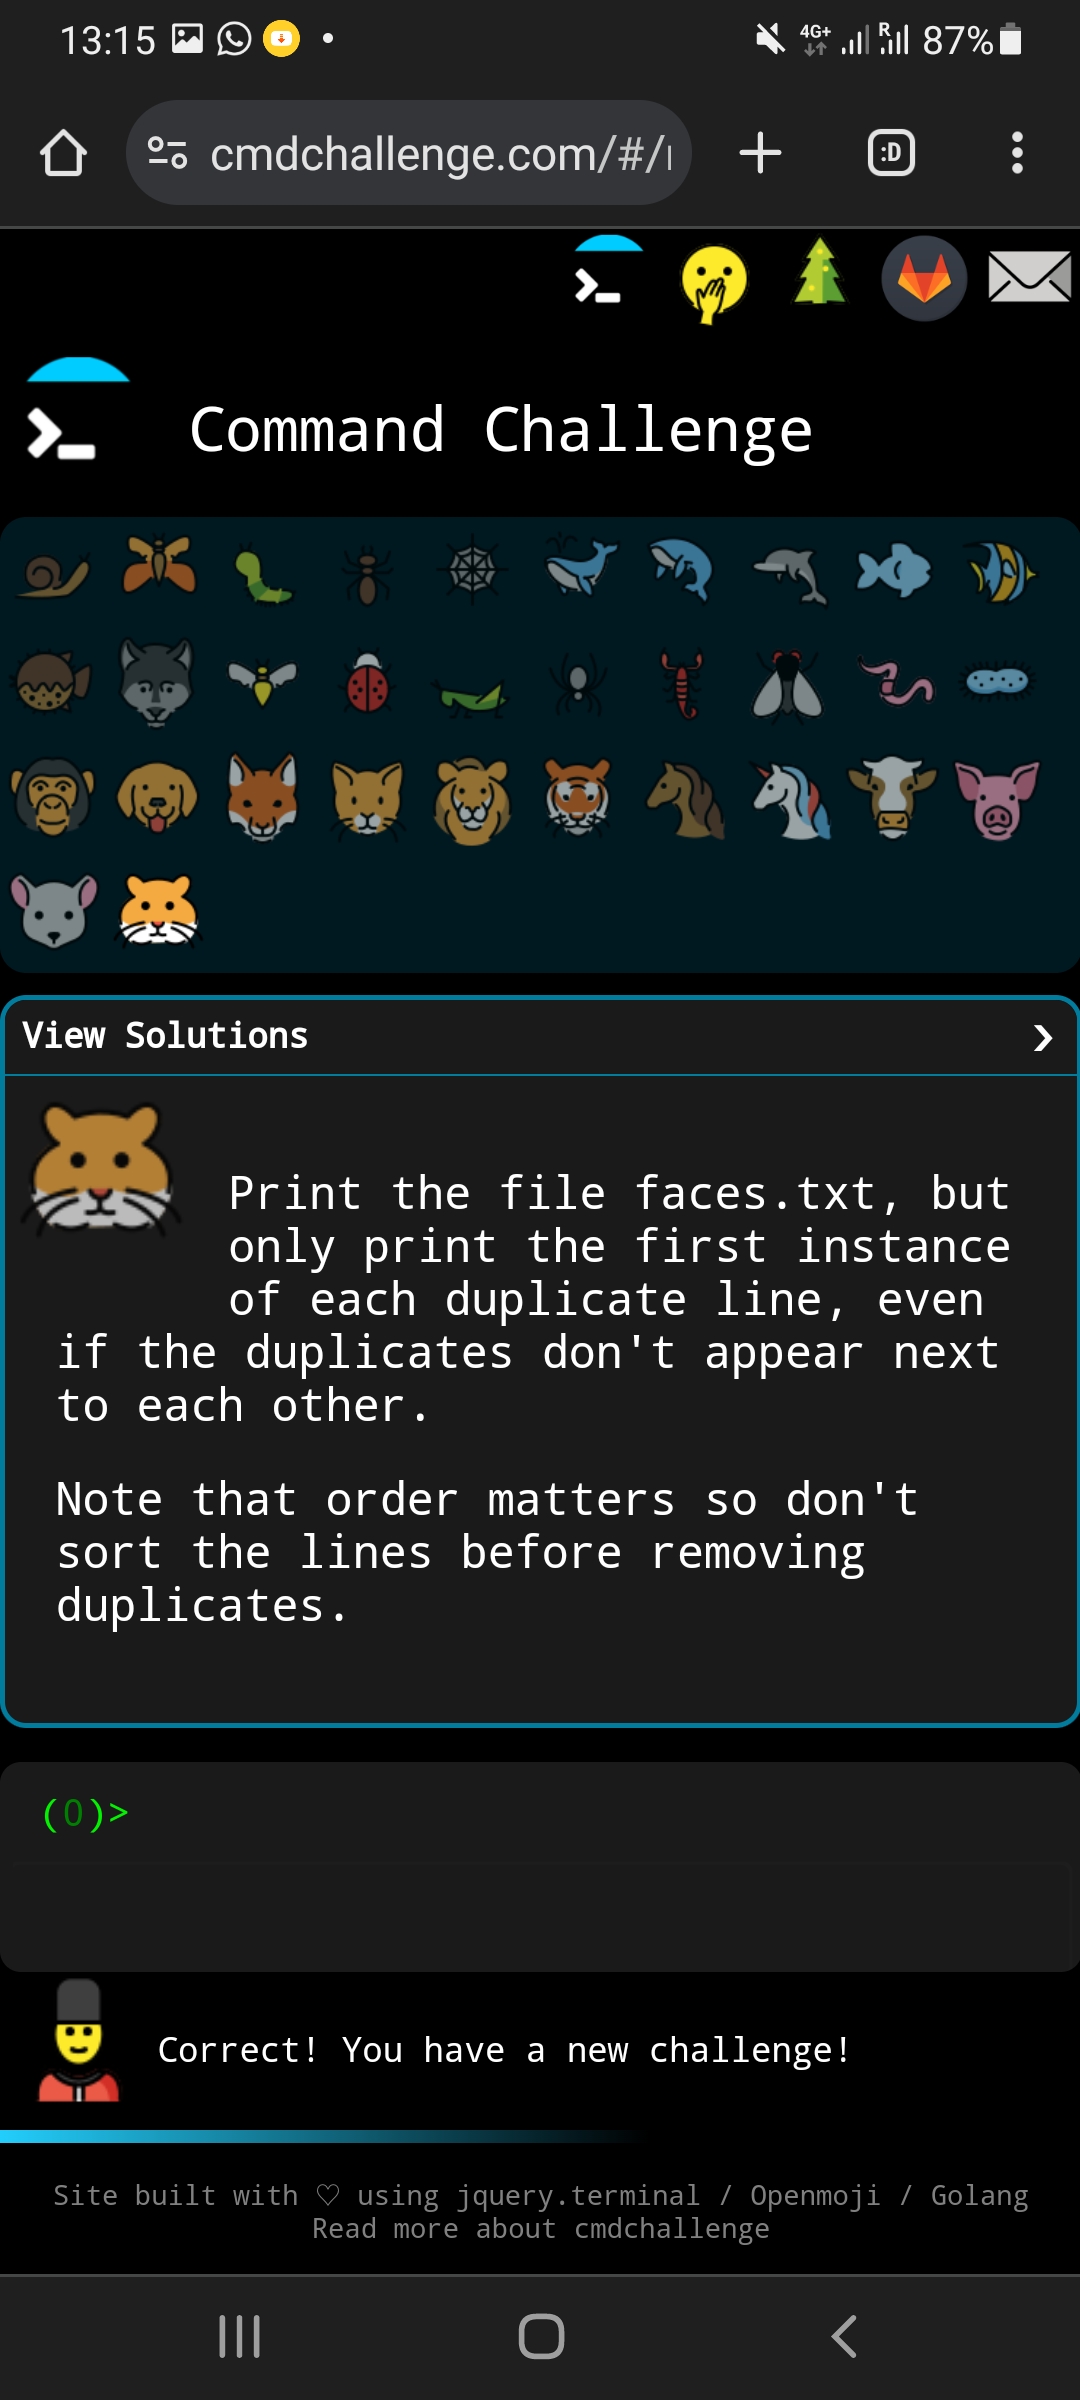 13:15
4G+
R
87%
cmdchallenge.com/#/
:D
Command Challenge
View Solutions
Print the file faces.txt, but
only print the first instance
of each duplicate line, even
if the duplicates don't appear next
to each other.
Note that order matters so don't
sort the lines before removing
duplicates.
(0)>
Correct! You have a new challenge!
Site built with ♡ using jquery.terminal / Openmoji / Golang
Read more about cmdchallenge